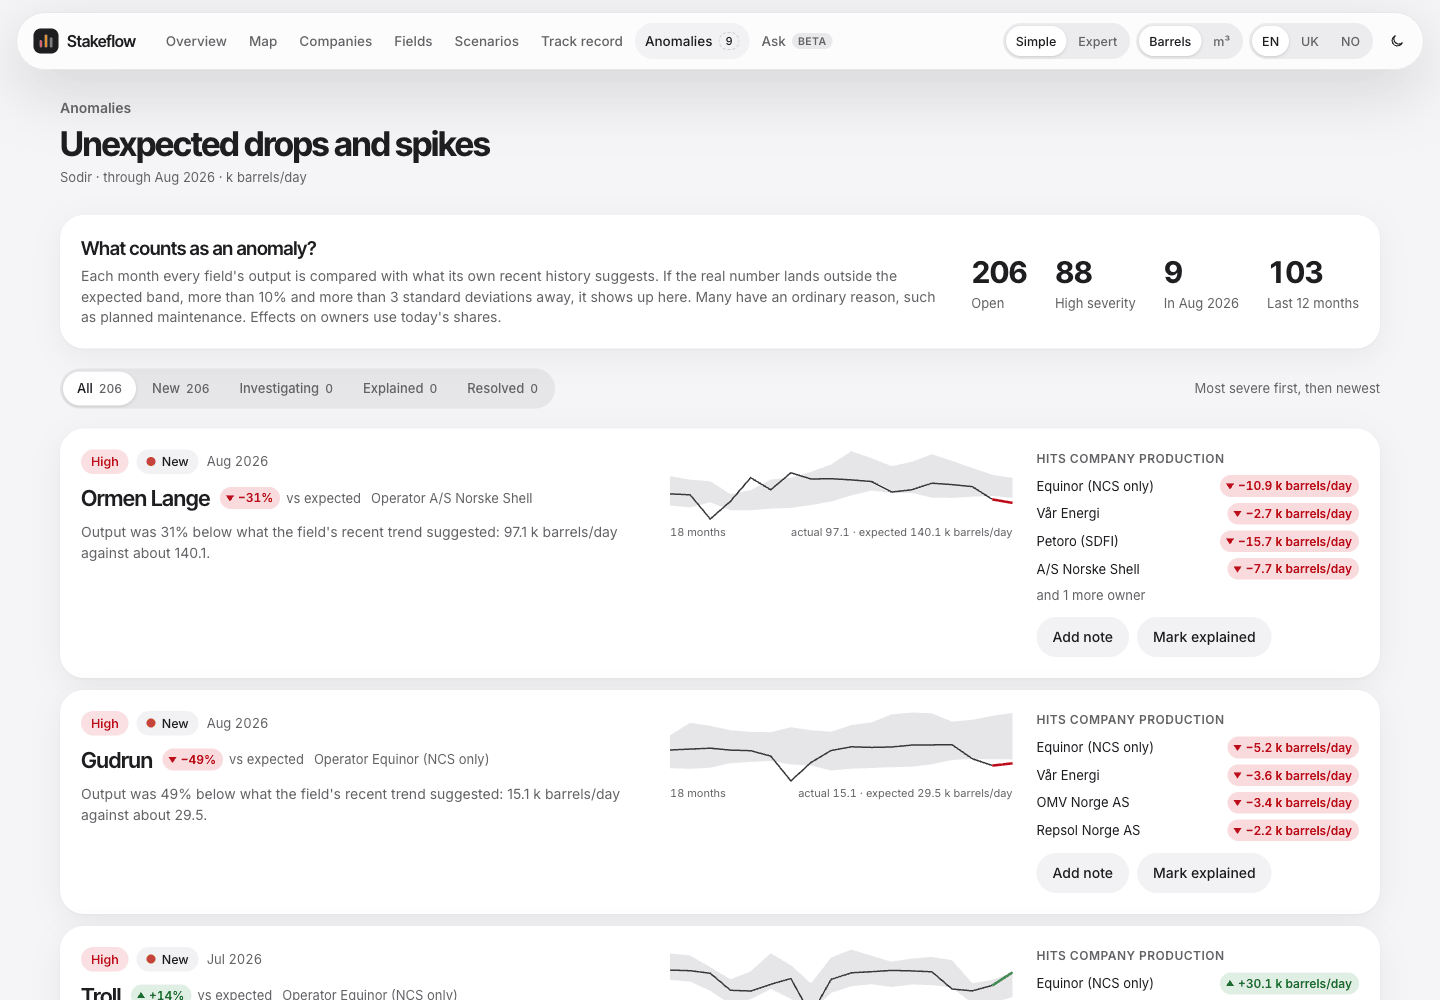 Stakeflow
Overview
Map
Companies
Fields
Scenarios
Track record
Anomalies 9
Ask BETA
Simple Expert
Barrels m³
EN UK NO
Anomalies
Unexpected drops and spikes
Sodir · through Aug 2026 · k barrels/day
What counts as an anomaly?
Each month every field's output is compared with what its own recent history suggests. If the real number lands outside the
expected band, more than 10% and more than 3 standard deviations away, it shows up here. Many have an ordinary reason, such
as planned maintenance. Effects on owners use today's shares.
206 88 9 103
Open High severity In Aug 2026 Last 12 months
All 206 New 206 Investigating 0 Explained 0 Resolved 0
Most severe first, then newest
High New Aug 2026
Ormen Lange −31% vs expected Operator A/S Norske Shell
Output was 31% below what the field's recent trend suggested: 97.1 k barrels/day
against about 140.1.
18 months actual 97.1 · expected 140.1 k barrels/day
HITS COMPANY PRODUCTION
Equinor (NCS only) −10.9 k barrels/day
Vår Energi −2.7 k barrels/day
Petoro (SDFI) −15.7 k barrels/day
A/S Norske Shell −7.7 k barrels/day
and 1 more owner
Add note Mark explained
High New Aug 2026
Gudrun −49% vs expected Operator Equinor (NCS only)
Output was 49% below what the field's recent trend suggested: 15.1 k barrels/day
against about 29.5.
18 months actual 15.1 · expected 29.5 k barrels/day
HITS COMPANY PRODUCTION
Equinor (NCS only) −5.2 k barrels/day
Vår Energi −3.6 k barrels/day
OMV Norge AS −3.4 k barrels/day
Repsol Norge AS −2.2 k barrels/day
Add note Mark explained
High New Jul 2026
Troll +14% vs expected Operator Equinor (NCS only)
HITS COMPANY PRODUCTION
Equinor (NCS only) +30.1 k barrels/day